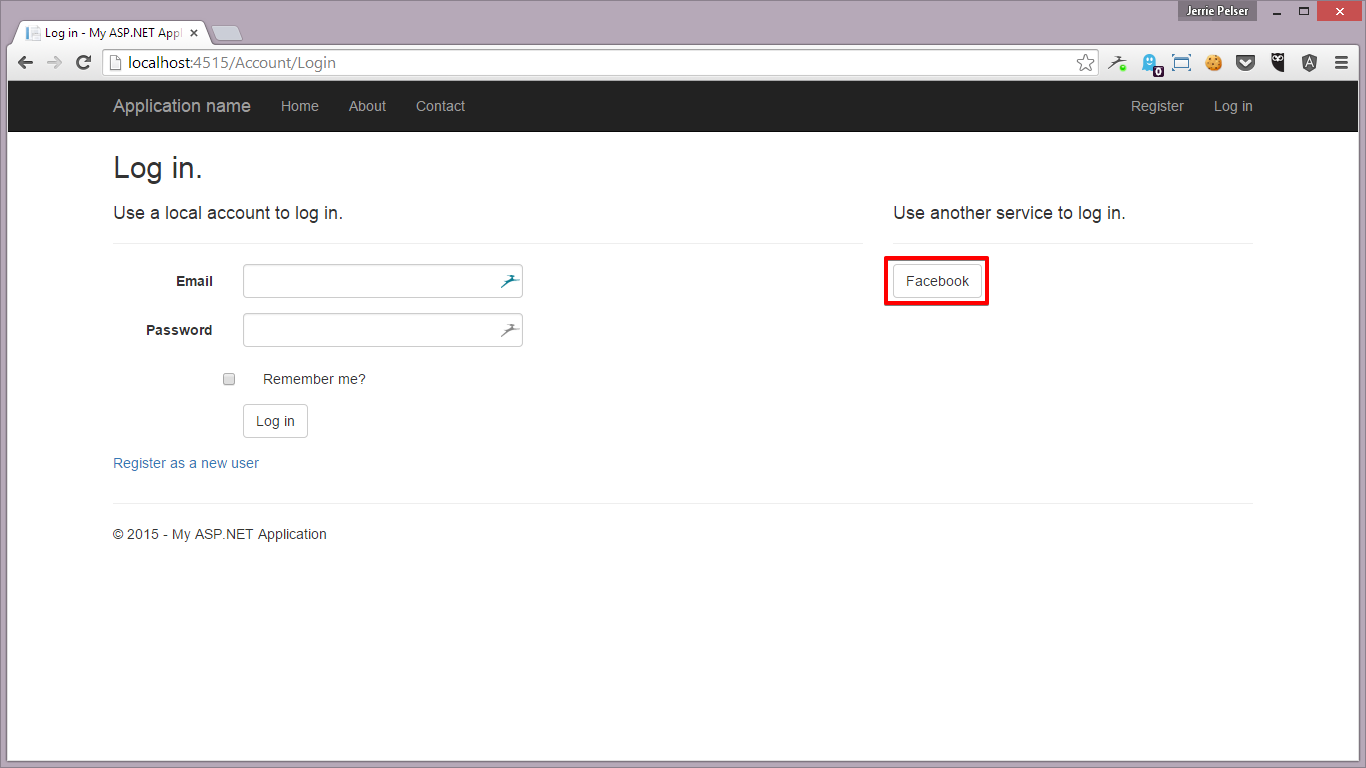 Jerrie Pelser
Log in - My ASP.NET Appl
localhost:4515/Account/Login
0
Application name Home About Contact Register Log in
Log in.
Use a local account to log in.
Use another service to log in.
Email
Facebook
Password
Remember me?
Log in
Register as a new user
© 2015 - My ASP.NET Application